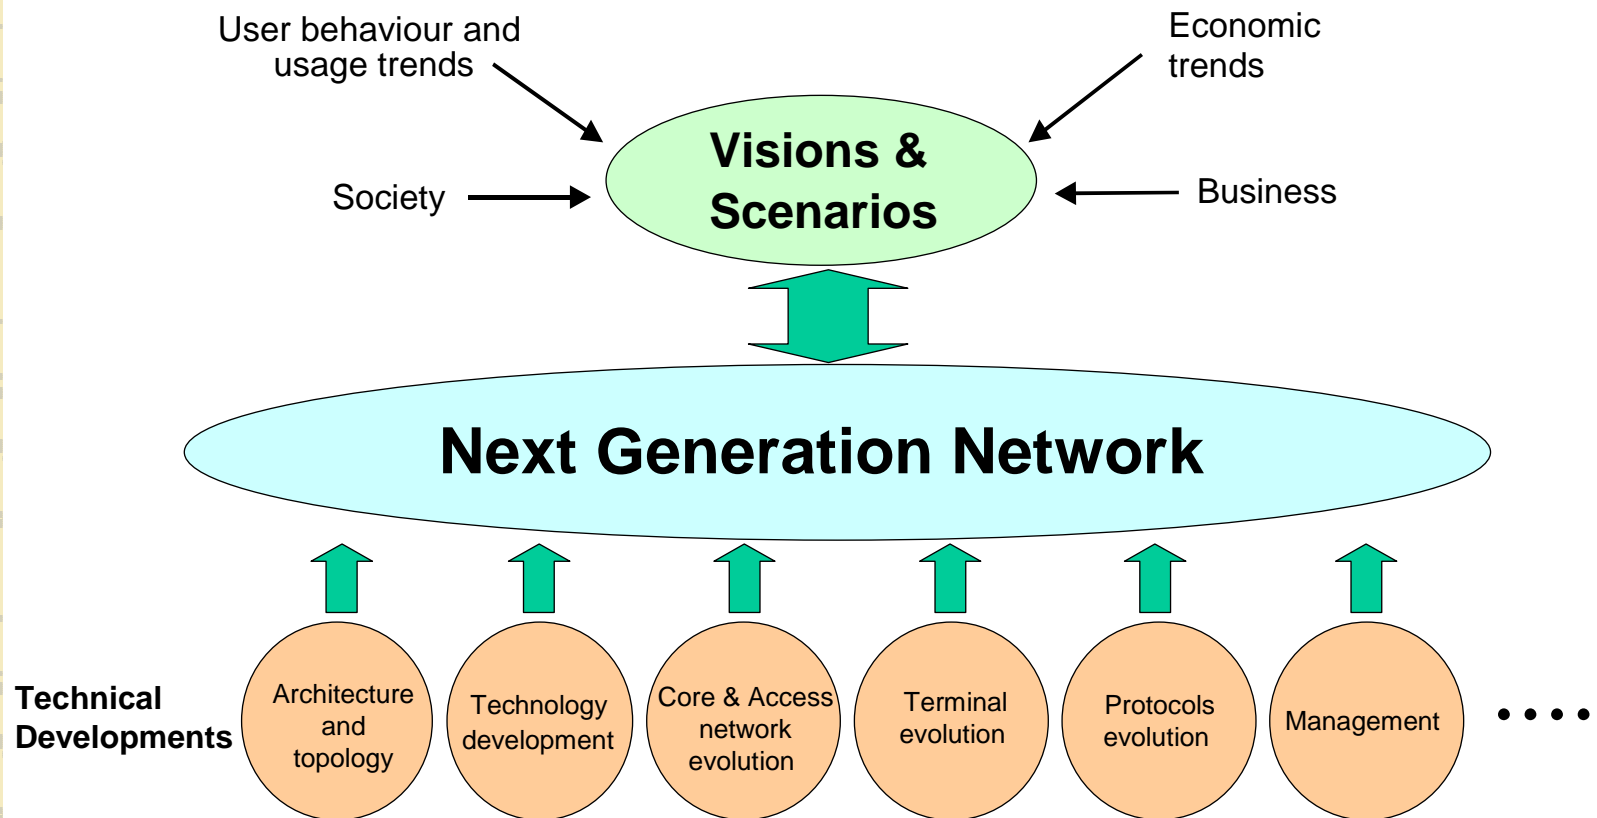 User behaviour and
usage trends
Economic
trends
Visions &
Scenarios
Society
Business
Next Generation Network
Technical
Developments
Architecture
and
topology
Technology
development
Core & Access
network
evolution
Terminal
evolution
Protocols
evolution
Management
....